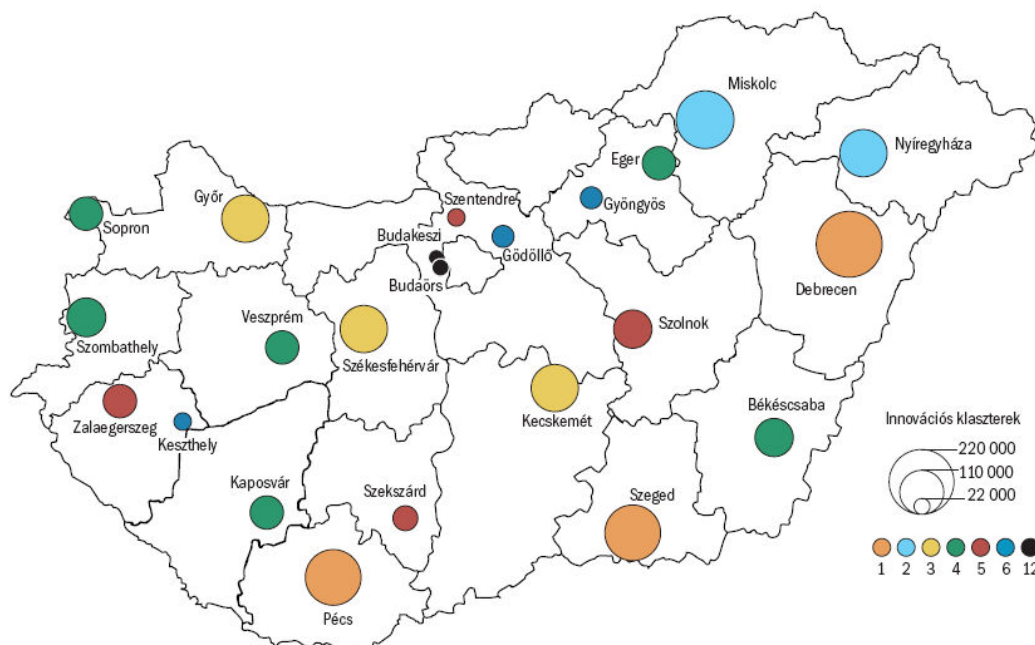 Miskolc
Nyíregyháza
Eger
Gyöngyös
Szentendre
Győr
Sopron
Budakeszi
Gödöllő
Budaörs
Debrecen
Veszprém
Szolnok
Szombathely
Székesfehérvár
Kecskemét
Békéscsaba
Zalaegerszeg
Keszthely
Kaposvár
Szekszárd
Szeged
Pécs
Innovációs klaszterek
220 000
110 000
22 000
1 2 3 4 5 6 12